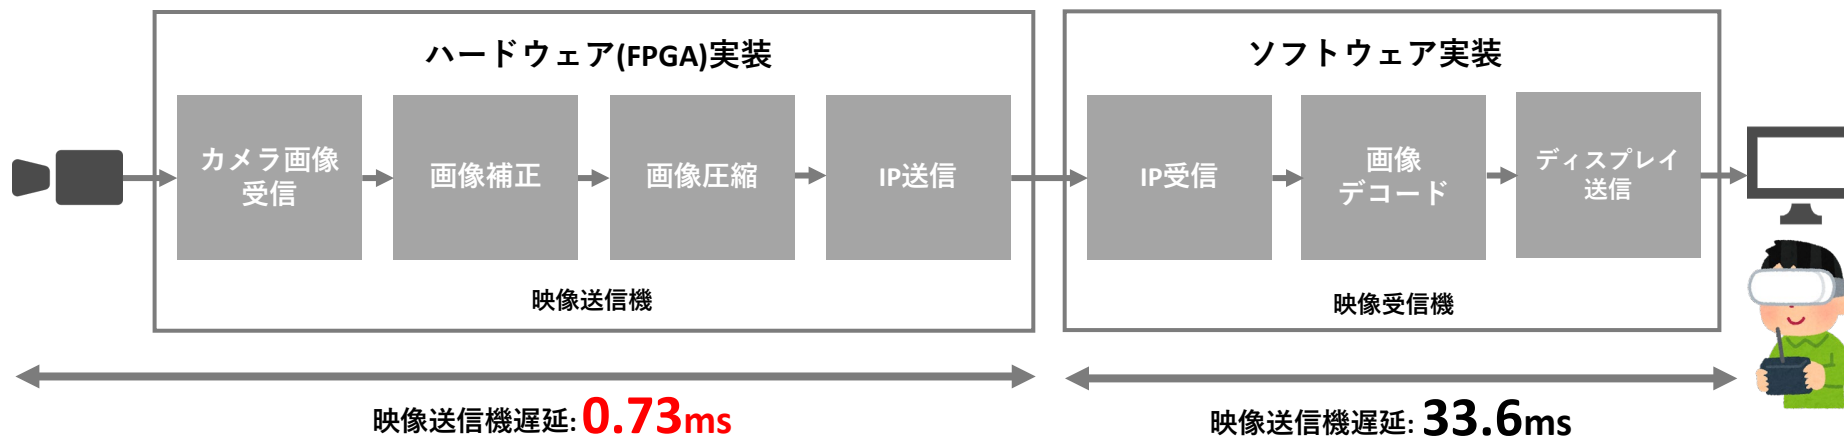 ハードウェア(FPGA)実装
カメラ画像
受信
画像補正
画像圧縮
IP送信
映像送信機
ソフトウェア実装
IP受信
画像
デコード
ディスプレイ
送信
映像受信機
映像送信機遅延: 0.73ms
映像送信機遅延: 33.6ms